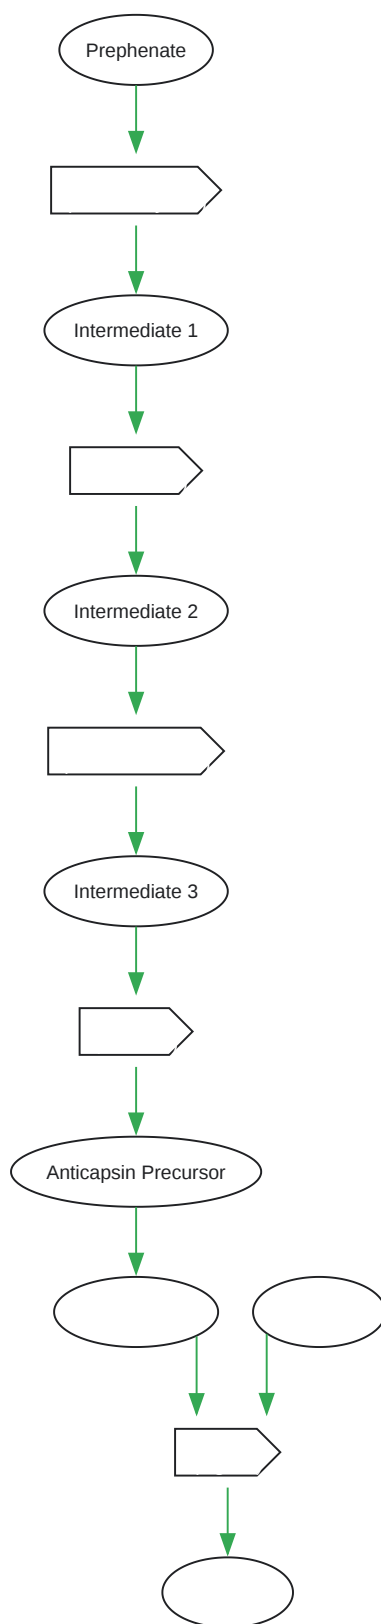 Prephenate
Intermediate 1
Intermediate 2
Intermediate 3
Anticapsin Precursor